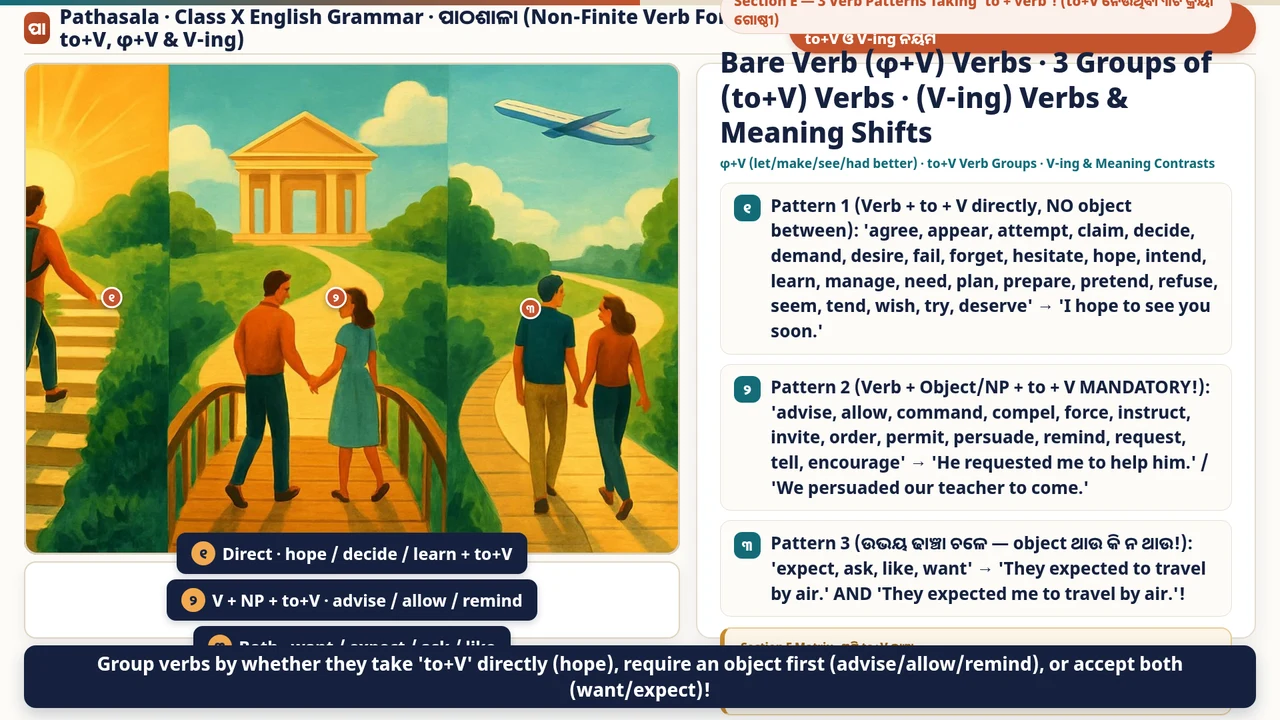 ପା
Pathasala · Class X English Grammar · ପାଠଶାଳା (Non-Finite Verb
to+V, φ+V & V-ing)
ଗୋଷ୍ଠୀ)
to+V ଓ V-ing ନିୟମ
Bare Verb (φ+V) Verbs · 3 Groups of
(to+V) Verbs · (V-ing) Verbs &
Meaning Shifts
φ+V (let/make/see/had better) · to+V Verb Groups · V-ing & Meaning Contrasts
୧
Pattern 1 (Verb + to + V directly, NO object
between): 'agree, appear, attempt, claim, decide,
demand, desire, fail, forget, hesitate, hope, intend,
learn, manage, need, plan, prepare, pretend, refuse,
seem, tend, wish, try, deserve' → 'I hope to see you
soon.'
୨
Pattern 2 (Verb + Object/NP + to + V MANDATORY!):
'advise, allow, command, compel, force, instruct,
invite, order, permit, persuade, remind, request,
tell, encourage' → 'He requested me to help him.' /
'We persuaded our teacher to come.'
୩
Pattern 3 (ଉଭୟ ଢାଞ୍ଚା ଚଳେ — object ଥାଉ କି ନ ଥାଉ!):
'expect, ask, like, want' → 'They expected to travel
by air.' AND 'They expected me to travel by air.'!
୧
୨
୩
୧ Direct · hope / decide / learn + to+V
୨ V + NP + to+V · advise / allow / remind
Group verbs by whether they take 'to+V' directly (hope), require an object first (advise/allow/remind), or accept both
(want/expect)!